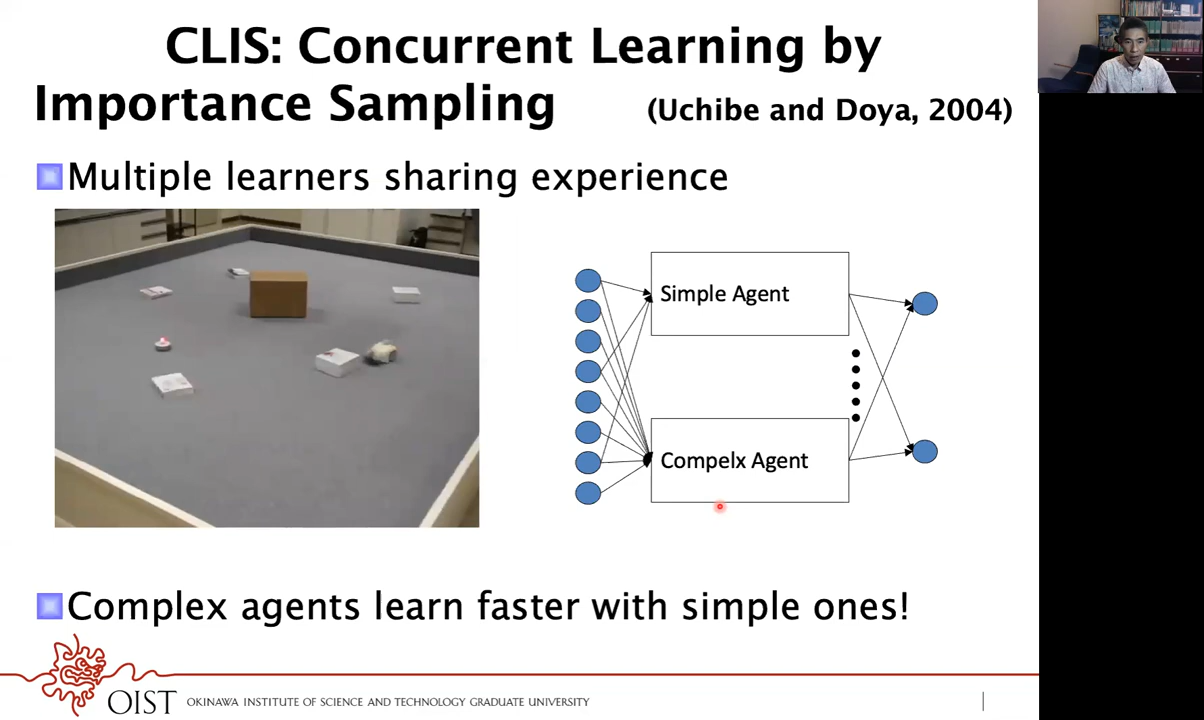 CLIS: Concurrent Learning by
Importance Sampling (Uchibe and Doya, 2004)
Multiple learners sharing experience
Simple Agent
Compelx Agent
Complex agents learn faster with simple ones!
OIST OKINAWA INSTITUTE OF SCIENCE AND TECHNOLOGY GRADUATE UNIVERSITY